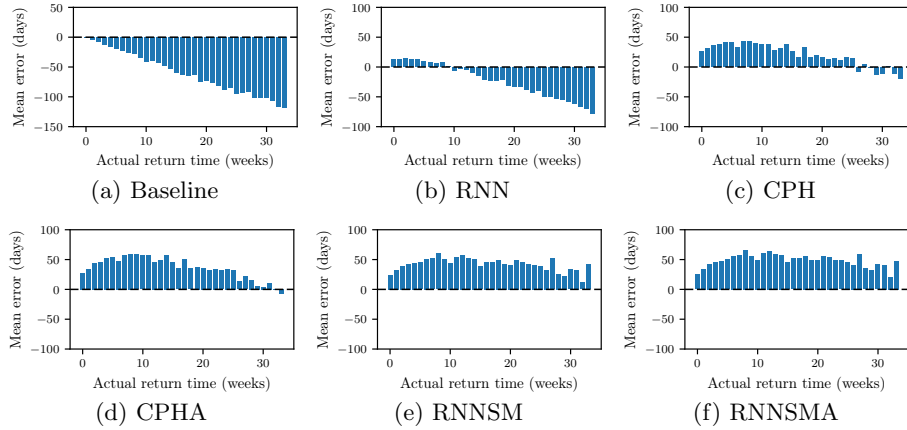 50
0
−50
−100
−150
Mean error (days)
0 10 20 30
Actual return time (weeks)
(a) Baseline
100
50
0
−50
−100
Mean error (days)
0 10 20 30
Actual return time (weeks)
(b) RNN
100
50
0
−50
−100
Mean error (days)
0 10 20 30
Actual return time (weeks)
(c) CPH
100
50
0
−50
−100
Mean error (days)
0 10 20 30
Actual return time (weeks)
(d) CPHA
100
50
0
−50
−100
Mean error (days)
0 10 20 30
Actual return time (weeks)
(e) RNNSM
100
50
0
−50
−100
Mean error (days)
0 10 20 30
Actual return time (weeks)
(f) RNNSMA